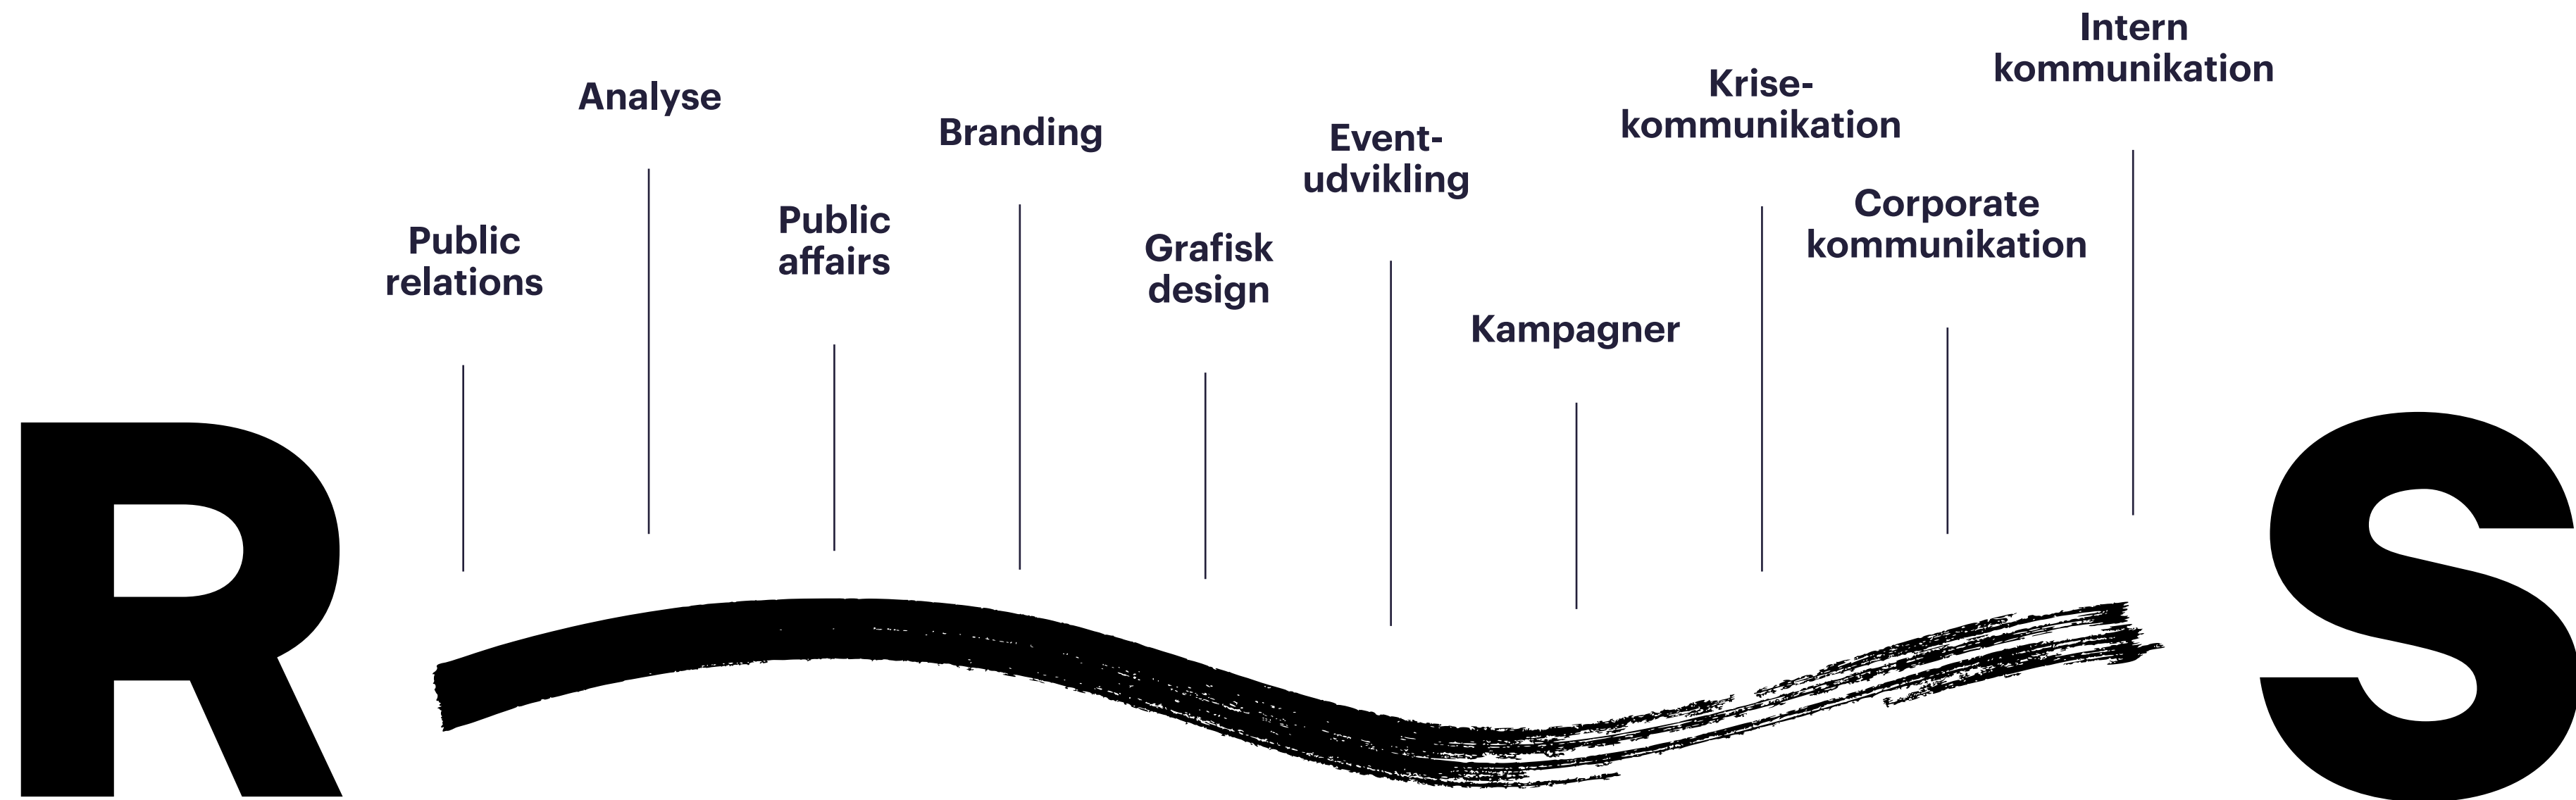 Public
relations
Analyse
Public
affairs
Branding
Grafisk
design
Event-
udvikling
Kampagner
Krise-
kommunikation
Corporate
kommunikation
Intern
kommunikation
R S